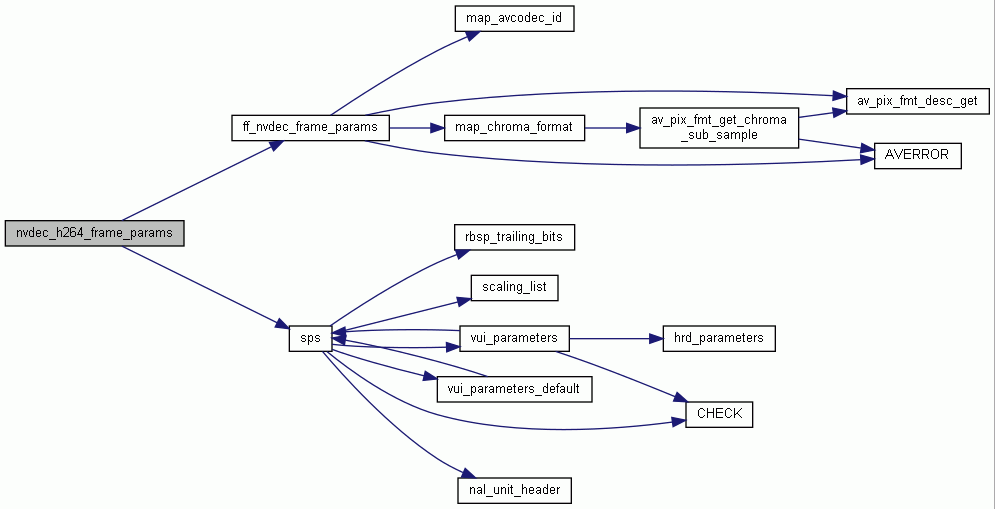 map_avcodec_id
av_pix_fmt_desc_get
ff_nvdec_frame_params
map_chroma_format
av_pix_fmt_get_chroma
_sub_sample
AVERROR
nvdec_h264_frame_params
rbsp_trailing_bits
scaling_list
sps
vui_parameters
hrd_parameters
vui_parameters_default
CHECK
nal_unit_header